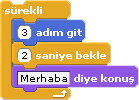 sürekli
3 adım git
2 saniye bekle
Merhaba diye konuş